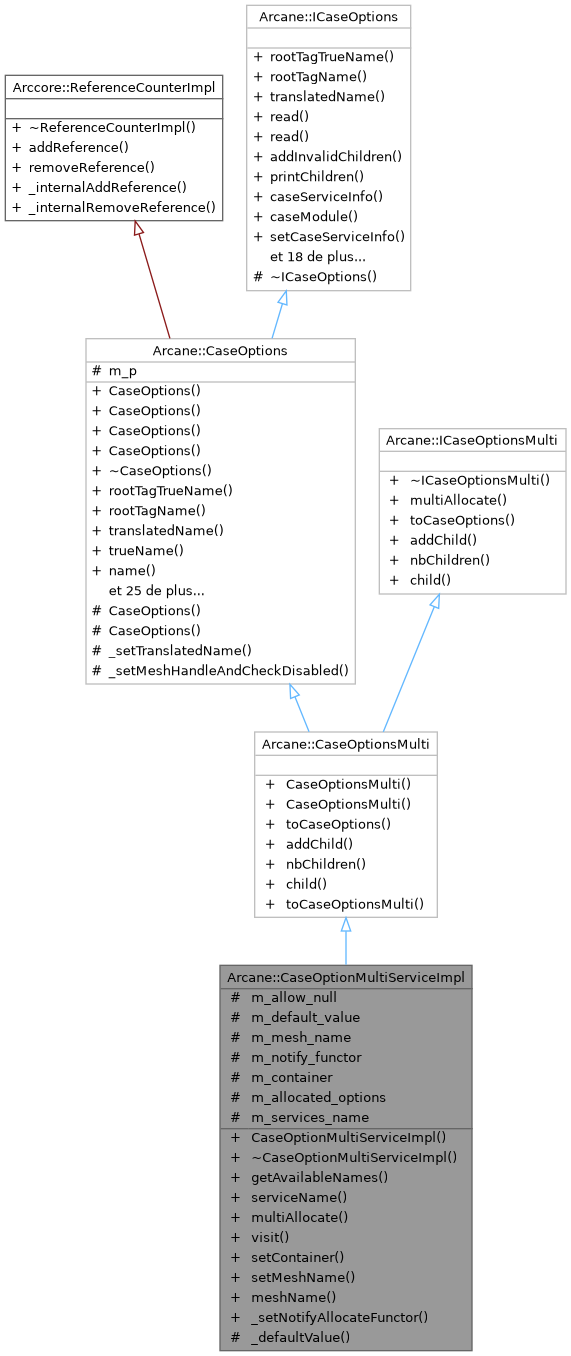 Arcane::ICaseOptions
+ rootTagTrueName()
+ rootTagName()
+ translatedName()
+ read()
+ read()
+ addInvalidChildren()
+ printChildren()
+ caseServiceInfo()
+ caseModule()
+ setCaseServiceInfo()
et 18 de plus...
# ~ICaseOptions()
Arccore::ReferenceCounterImpl
+ ~ReferenceCounterImpl()
+ addReference()
+ removeReference()
+ _internalAddReference()
+ _internalRemoveReference()
Arcane::CaseOptions
# m_p
+ CaseOptions()
+ CaseOptions()
+ CaseOptions()
+ CaseOptions()
+ ~CaseOptions()
+ rootTagTrueName()
+ rootTagName()
+ translatedName()
+ trueName()
+ name()
et 25 de plus...
# CaseOptions()
# CaseOptions()
# _setTranslatedName()
# _setMeshHandleAndCheckDisabled()
Arcane::ICaseOptionsMulti
+ ~ICaseOptionsMulti()
+ multiAllocate()
+ toCaseOptions()
+ addChild()
+ nbChildren()
+ child()
Arcane::CaseOptionsMulti
+ CaseOptionsMulti()
+ CaseOptionsMulti()
+ toCaseOptions()
+ addChild()
+ nbChildren()
+ child()
+ toCaseOptionsMulti()
Arcane::CaseOptionMultiServiceImpl
# m_allow_null
# m_default_value
# m_mesh_name
# m_notify_functor
# m_container
# m_allocated_options
# m_services_name
+ CaseOptionMultiServiceImpl()
+ ~CaseOptionMultiServiceImpl()
+ getAvailableNames()
+ serviceName()
+ multiAllocate()
+ visit()
+ setContainer()
+ setMeshName()
+ meshName()
+ _setNotifyAllocateFunctor()
# _defaultValue()